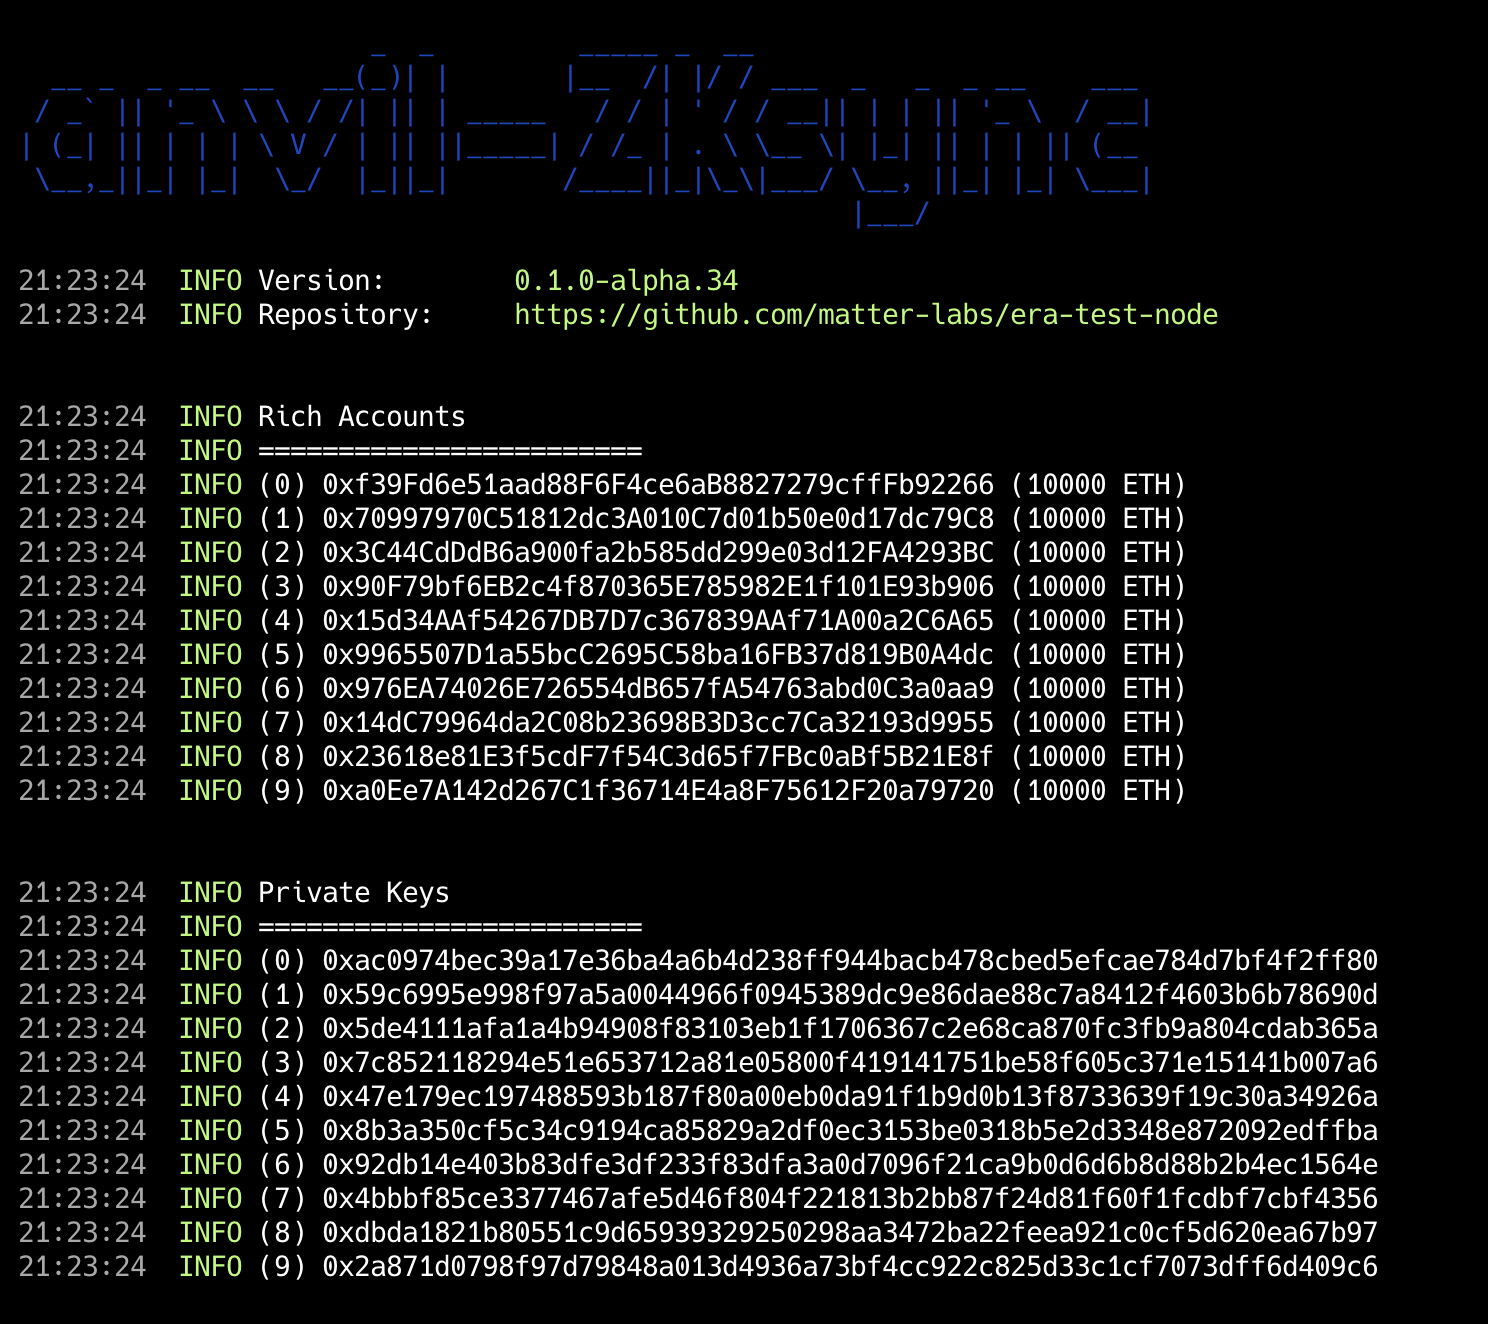 anvil-ZKsync
21:23:24  INFO Version:        0.1.0-alpha.34
21:23:24  INFO Repository:     https://github.com/matter-labs/era-test-node
21:23:24  INFO Rich Accounts
21:23:24  INFO ========================
21:23:24  INFO (0) 0xf39Fd6e51aad88F6F4ce6aB8827279cffFb92266 (10000 ETH)
21:23:24  INFO (1) 0x70997970C51812dc3A010C7d01b50e0d17dc79C8 (10000 ETH)
21:23:24  INFO (2) 0x3C44CdDdB6a900fa2b585dd299e03d12FA4293BC (10000 ETH)
21:23:24  INFO (3) 0x90F79bf6EB2c4f870365E785982E1f101E93b906 (10000 ETH)
21:23:24  INFO (4) 0x15d34AAf54267DB7D7c367839AAf71A00a2C6A65 (10000 ETH)
21:23:24  INFO (5) 0x9965507D1a55bcC2695C58ba16FB37d819B0A4dc (10000 ETH)
21:23:24  INFO (6) 0x976EA74026E726554dB657fA54763abd0C3a0aa9 (10000 ETH)
21:23:24  INFO (7) 0x14dC79964da2C08b23698B3D3cc7Ca32193d9955 (10000 ETH)
21:23:24  INFO (8) 0x23618e81E3f5cdF7f54C3d65f7FBc0aBf5B21E8f (10000 ETH)
21:23:24  INFO (9) 0xa0Ee7A142d267C1f36714E4a8F75612F20a79720 (10000 ETH)
21:23:24  INFO Private Keys
21:23:24  INFO ========================
21:23:24  INFO (0) 0xac0974bec39a17e36ba4a6b4d238ff944bacb478cbed5efcae784d7bf4f2ff80
21:23:24  INFO (1) 0x59c6995e998f97a5a0044966f0945389dc9e86dae88c7a8412f4603b6b78690d
21:23:24  INFO (2) 0x5de4111afa1a4b94908f83103eb1f1706367c2e68ca870fc3fb9a804cdab365a
21:23:24  INFO (3) 0x7c852118294e51e653712a81e05800f419141751be58f605c371e15141b007a6
21:23:24  INFO (4) 0x47e179ec197488593b187f80a00eb0da91f1b9d0b13f8733639f19c30a34926a
21:23:24  INFO (5) 0x8b3a350cf5c34c9194ca85829a2df0ec3153be0318b5e2d3348e872092edffba
21:23:24  INFO (6) 0x92db14e403b83dfe3df233f83dfa3a0d7096f21ca9b0d6d6b8d88b2b4ec1564e
21:23:24  INFO (7) 0x4bbbf85ce3377467afe5d46f804f221813b2bb87f24d81f60f1fcdbf7cbf4356
21:23:24  INFO (8) 0xdbda1821b80551c9d65939329250298aa3472ba22feea921c0cf5d620ea67b97
21:23:24  INFO (9) 0x2a871d0798f97d79848a013d4936a73bf4cc922c825d33c1cf7073dff6d409c6